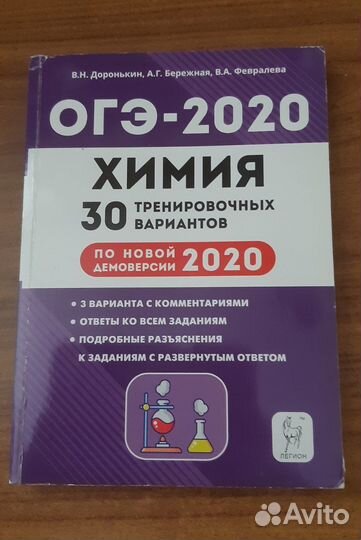 В.Н. Доронькин, А.Г. Бережная, В.А. Февралева
ОГЭ-2020
ХИМИЯ
30 ТРЕНИРОВОЧНЫХ
ВАРИАНТОВ
ПО НОВОЙ
ДЕМОВЕРСИИ 2020
• 3 ВАРИАНТА С КОММЕНТАРИЯМИ
• ОТВЕТЫ КО ВСЕМ ЗАДАНИЯМ
• ПОДРОБНЫЕ РАЗЪЯСНЕНИЯ
К ЗАДАНИЯМ С РАЗВЕРНУТЫМ ОТВЕТОМ
ЛЕГИОН
Avito